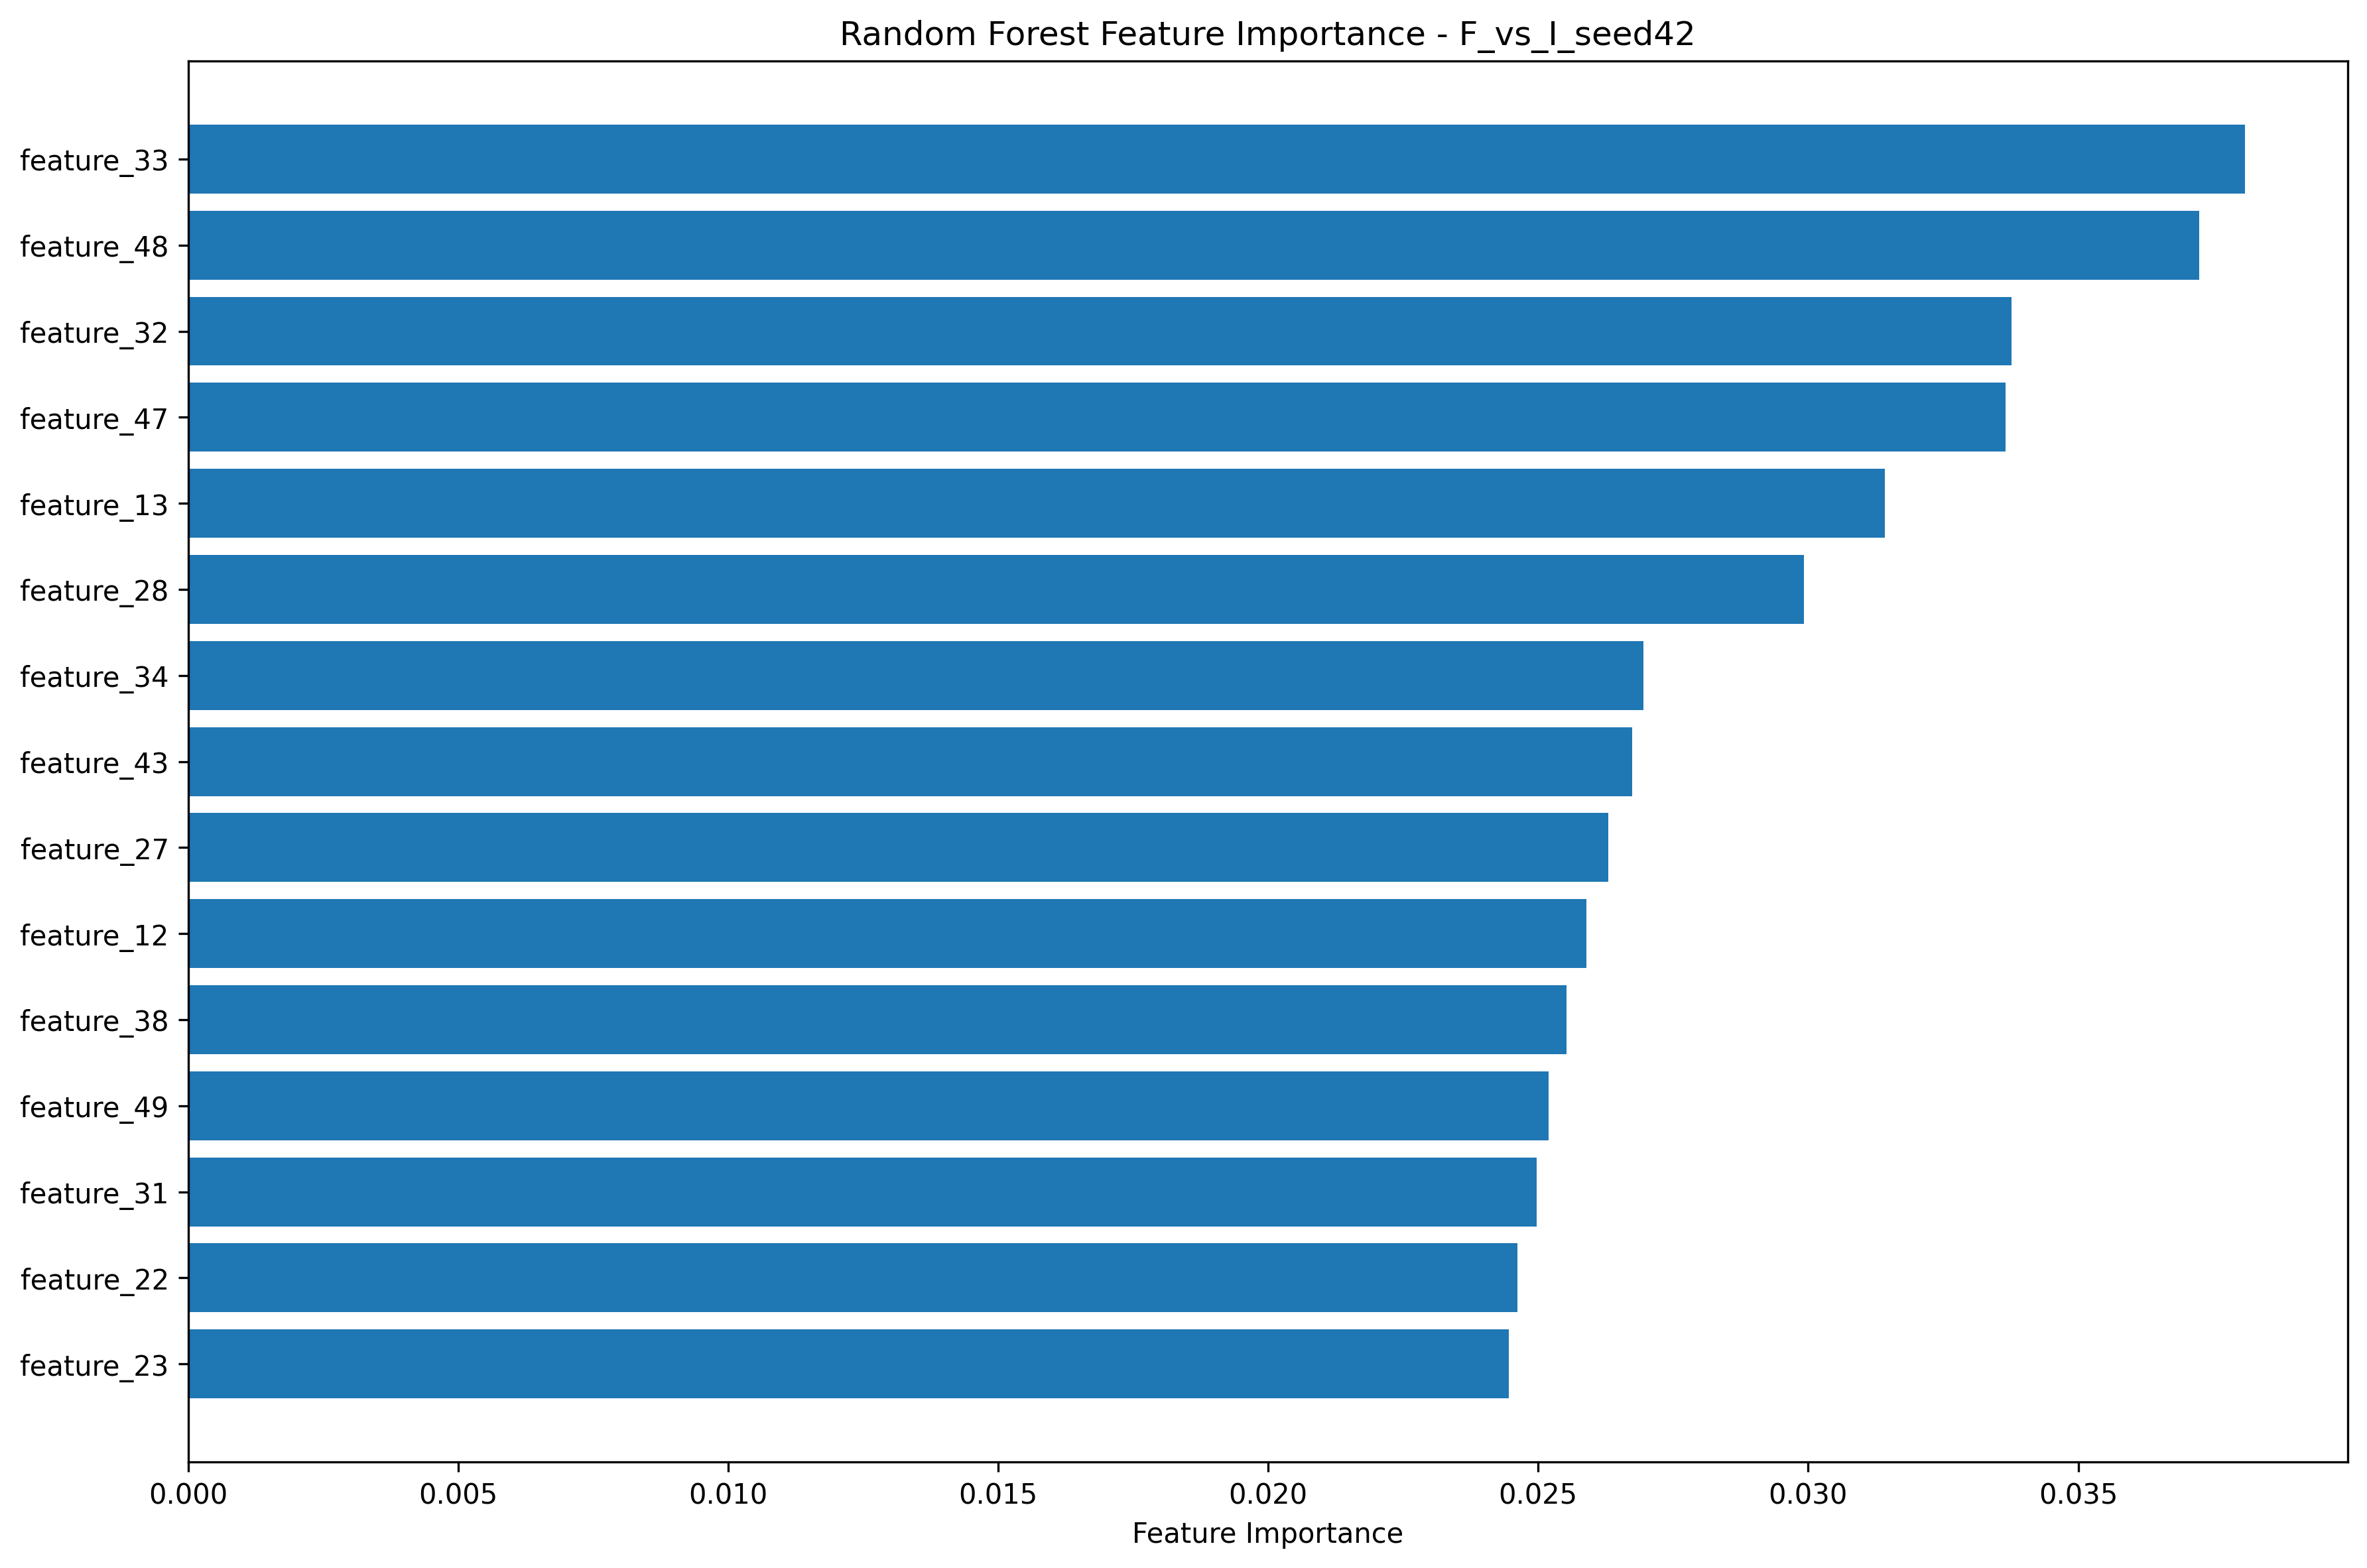 Random Forest Feature Importance - F_vs_I_seed42
feature_33
feature_48
feature_32
feature_47
feature_13
feature_28
feature_34
feature_43
feature_27
feature_12
feature_38
feature_49
feature_31
feature_22
feature_23
0.000 0.005 0.010 0.015 0.020 0.025 0.030 0.035
Feature Importance